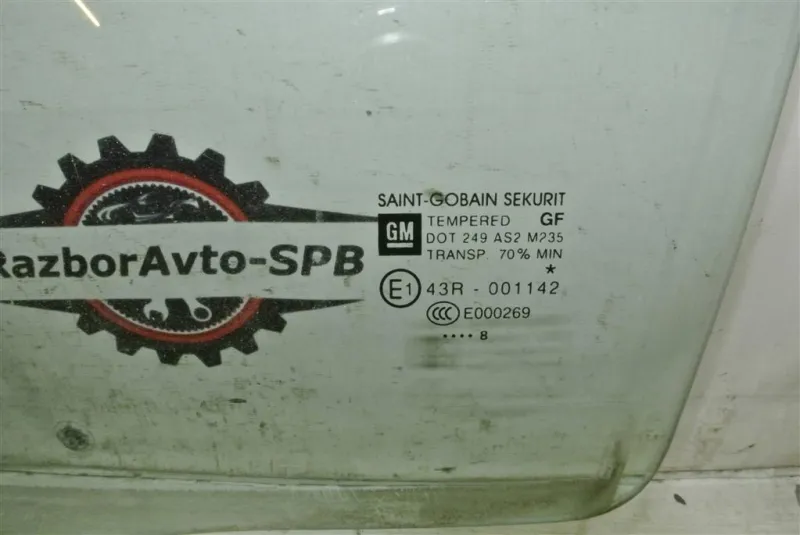 RazborAvto-SPB
SAINT-GOBAIN SEKURIT
GM TEMPERED GF
DOT 249 AS2 M235
TRANSP. 70% MIN
*
E1 43R - 001142
CCC E000269
.... 8